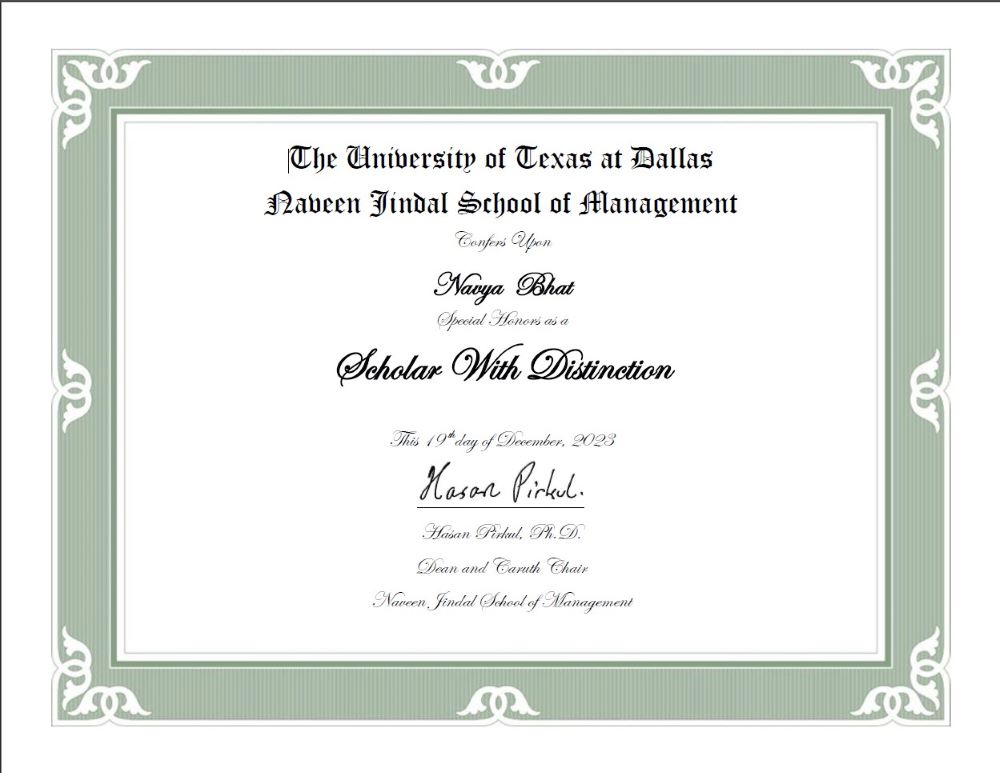 The University of Texas at Dallas
Naveen Jindal School of Management
Confers Upon
Navya Bhat
Special Honors as a
Scholar With Distinction
This 19th day of December, 2023
Hasan Pirkul.
Hasan Pirkul, Ph.D.
Dean and Caruth Chair
Naveen Jindal School of Management